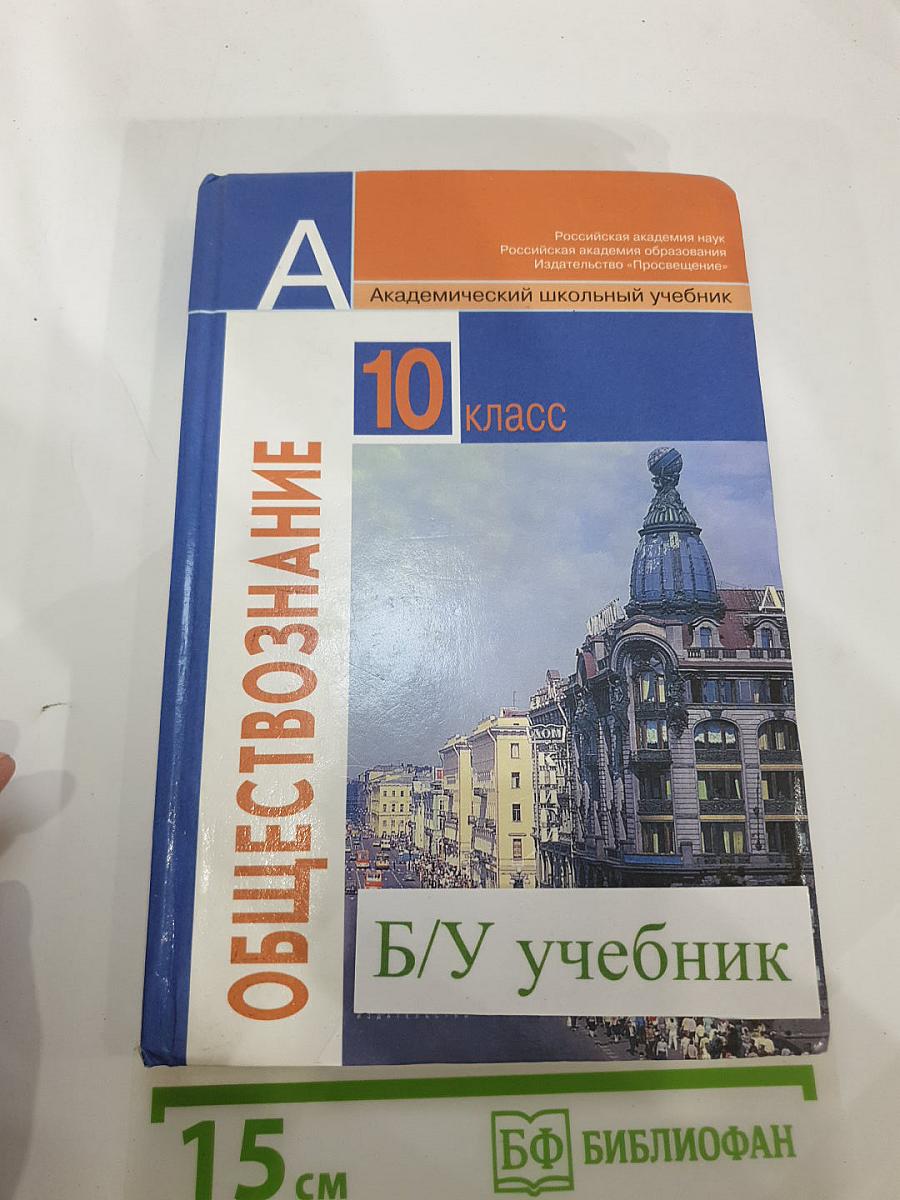 А
Российская академия наук
Российская академия образования
Издательство «Просвещение»
Академический школьный учебник
10 класс
ОБЩЕСТВОЗНАНИЕ
ДОМ
Б/У учебник
15 см
БФ БИБЛИОФАН